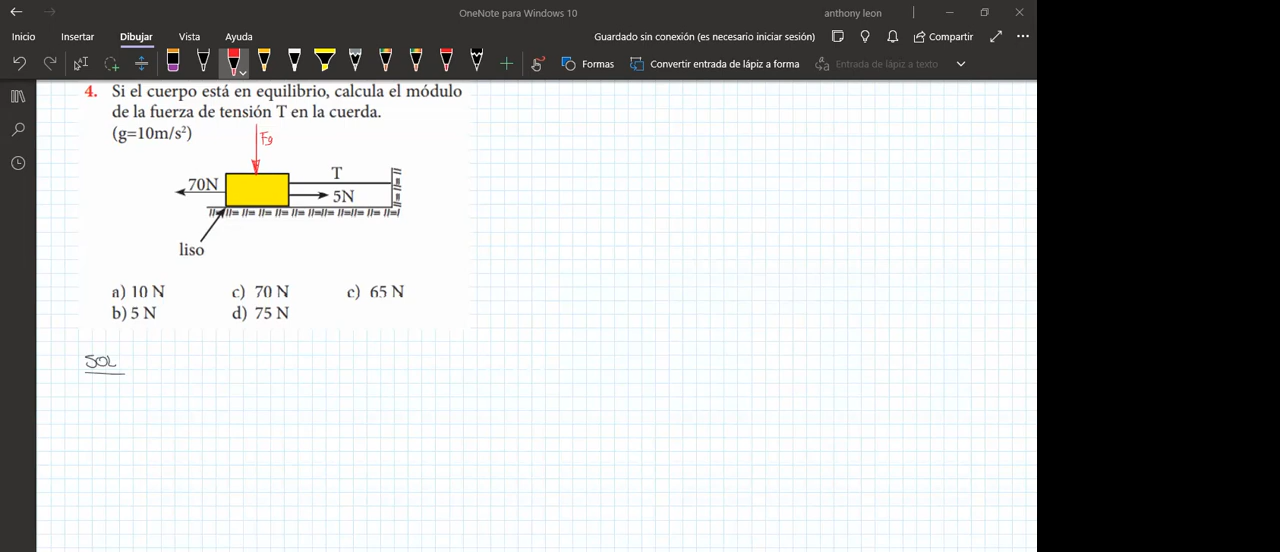 OneNote para Windows 10
anthony leon
Inicio Insertar Dibujar Vista Ayuda
Guardado sin conexión (es necesario iniciar sesión)
Compartir
Formas
Convertir entrada de lápiz a forma
Entrada de lápiz a texto
4. Si el cuerpo está en equilibrio, calcula el módulo
de la fuerza de tensión T en la cuerda.
(g=10m/s²)
Fg
T
70N
5N
liso
a) 10 N c) 70 N c) 65 N
b) 5 N d) 75 N
SOL